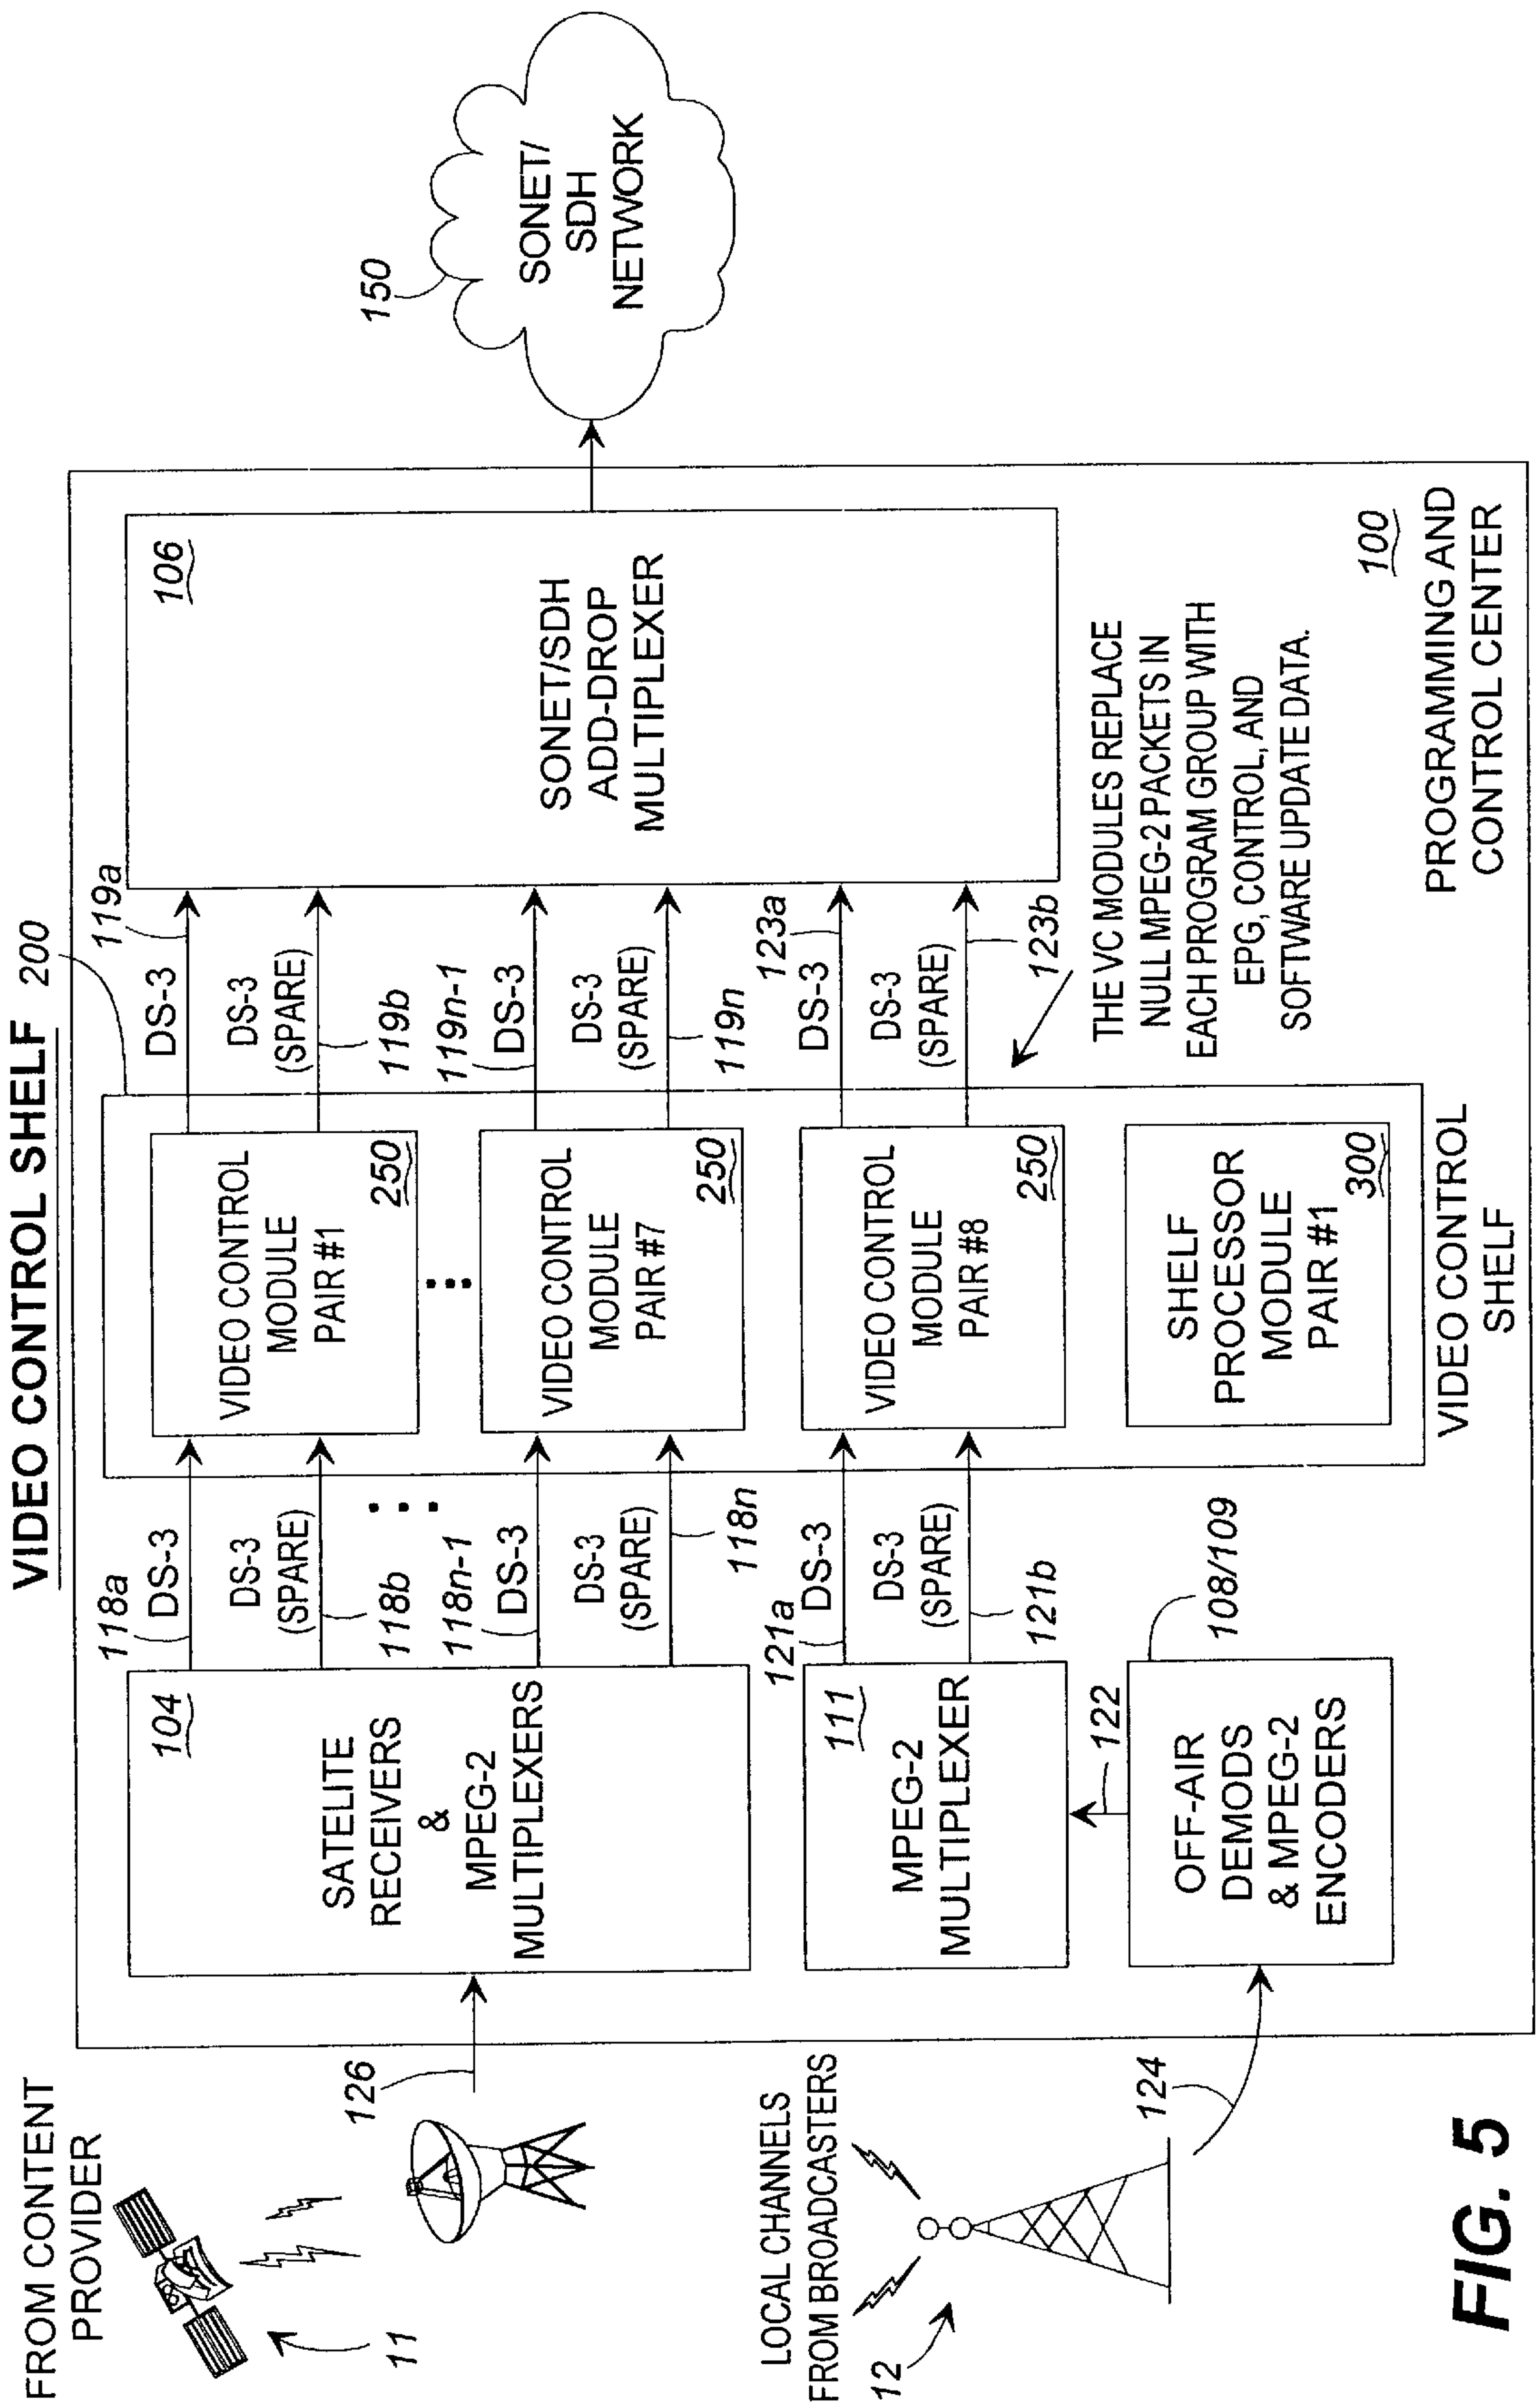 VIDEO CONTROL SHELF
FROM CONTENT
PROVIDER
11
126
LOCAL CHANNELS
FROM BROADCASTERS
12
124
104
SATELITE
RECEIVERS
&
MPEG-2
MULTIPLEXERS
111
MPEG-2
MULTIPLEXER
122
OFF-AIR
DEMODS
& MPEG-2
ENCODERS
108/109
118a
DS-3
DS-3
(SPARE)
118b
118n-1
DS-3
DS-3
(SPARE)
118n
121a
DS-3
DS-3
(SPARE)
121b
200
VIDEO CONTROL
MODULE
PAIR #1
250
VIDEO CONTROL
MODULE
PAIR #7
250
VIDEO CONTROL
MODULE
PAIR #8
250
SHELF
PROCESSOR
MODULE
PAIR #1
300
VIDEO CONTROL
SHELF
119a
DS-3
DS-3
(SPARE)
119b
119n-1
DS-3
DS-3
(SPARE)
119n
123a
DS-3
DS-3
(SPARE)
123b
THE VC MODULES REPLACE
NULL MPEG-2 PACKETS IN
EACH PROGRAM GROUP WITH
EPG, CONTROL, AND
SOFTWARE UPDATE DATA.
106
SONET/SDH
ADD-DROP
MULTIPLEXER
100
PROGRAMMING AND
CONTROL CENTER
150
SONET/
SDH
NETWORK
FIG. 5